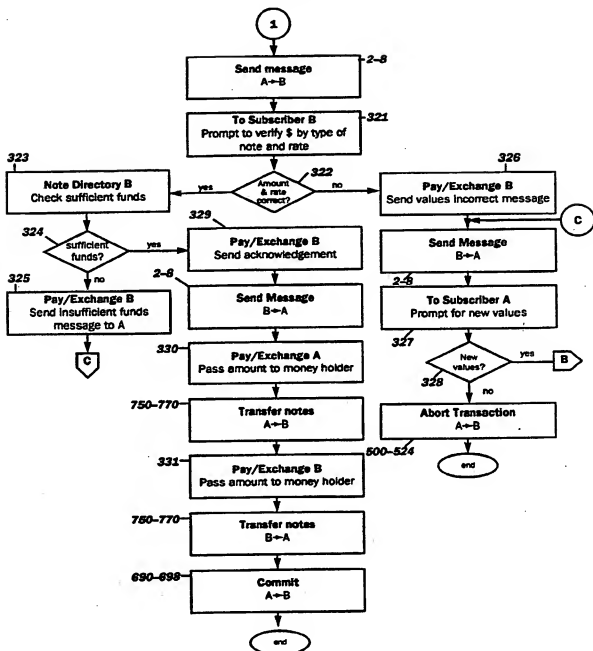 1
2–8
Send message
A→B
321
To Subscriber B
Prompt to verify $ by type of
note and rate
323
322
326
Note Directory B
Check sufficient funds
yes
Amount
& rate
correct?
no
Pay/Exchange B
Send values incorrect message
C
324
sufficient
funds?
yes
329
Pay/Exchange B
Send acknowledgement
Send Message
B→A
no
2–8
2–8
325
Pay/Exchange B
Send insufficient funds
message to A
Send Message
B→A
To Subscriber A
Prompt for new values
327
C
330
Pay/Exchange A
Pass amount to money holder
New
values?
yes
B
328
no
750–770
Transfer notes
A→B
Abort Transaction
A→B
500–524
331
Pay/Exchange B
Pass amount to money holder
end
750–770
Transfer notes
B→A
690–698
Commit
A→B
end